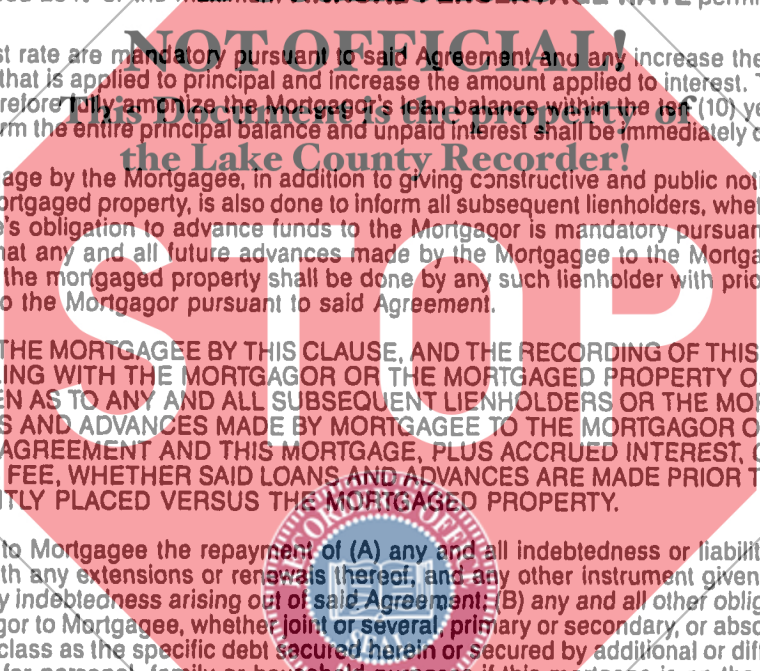 ANNUAL PERCENTAGE RATE permi
st rate are mandatory pursuant to said Agreement and any increase the
NOT OFFICIAL!
that is applied to principal and increase the amount applied to interest.
This Document is the property of
refore fully amortize the Mortgagor's loan balance within the ten (10) ye
rm the entire principal balance and unpaid interest shall be immediately
the Lake County Recorder!
age by the Mortgagee, in addition to giving constructive and public noti
ortgaged property, is also done to inform all subsequent lienholders, whet
e's obligation to advance funds to the Mortgagor is mandatory pursuan
hat any and all future advances made by the Mortgagee to the Mortga
the mortgaged property shall be done by any such lienholder with prio
o the Mortgagor pursuant to said Agreement.
STOP
THE MORTGAGEE BY THIS CLAUSE, AND THE RECORDING OF THIS
LING WITH THE MORTGAGOR OR THE MORTGAGED PROPERTY O
EN AS TO ANY AND ALL SUBSEQUENT LIENHOLDERS OR THE MOR
S AND ADVANCES MADE BY MORTGAGEE TO THE MORTGAGOR O
AGREEMENT AND THIS MORTGAGE, PLUS ACCRUED INTEREST,
FEE, WHETHER SAID LOANS AND ADVANCES ARE MADE PRIOR T
TLY PLACED VERSUS THE MORTGAGED PROPERTY.
to Mortgagee the repayment of (A) any and all indebtedness or liabilit
th any extensions or renewals thereof, and any other instrument given
y indebtedness arising out of said Agreement; (B) any and all other oblig
gor to Mortgagee, whether joint or several, primary or secondary, or abso
class as the specific debt secured herein or secured by additional or diff